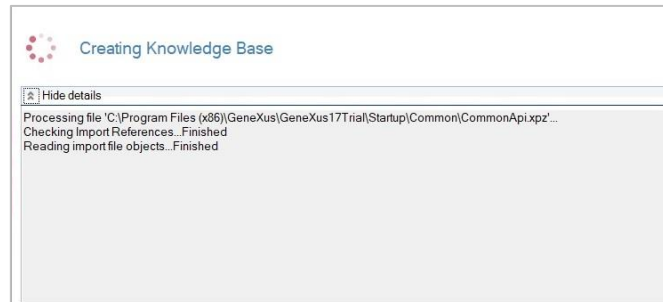 Creating Knowledge Base
Hide details
Processing file 'C:\Program Files (x86)\GeneXus\GeneXus17Trial\Startup\Common\CommonApi.xpz'...
Checking Import References...Finished
Reading import file objects...Finished